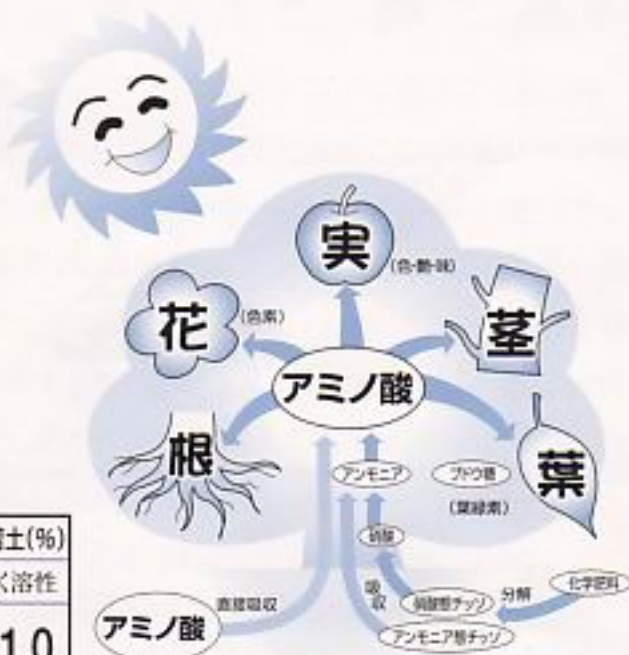 実
(色・艶・味)
花
(色素)
茎
アミノ酸
根
アンモニア
ブドウ糖
葉
(葉緑素)
硝酸
土(%)
く溶性
1.0
アミノ酸
直接吸収
吸収
硝酸態チッソ
分解
化学肥料
アンモニア態チッソ